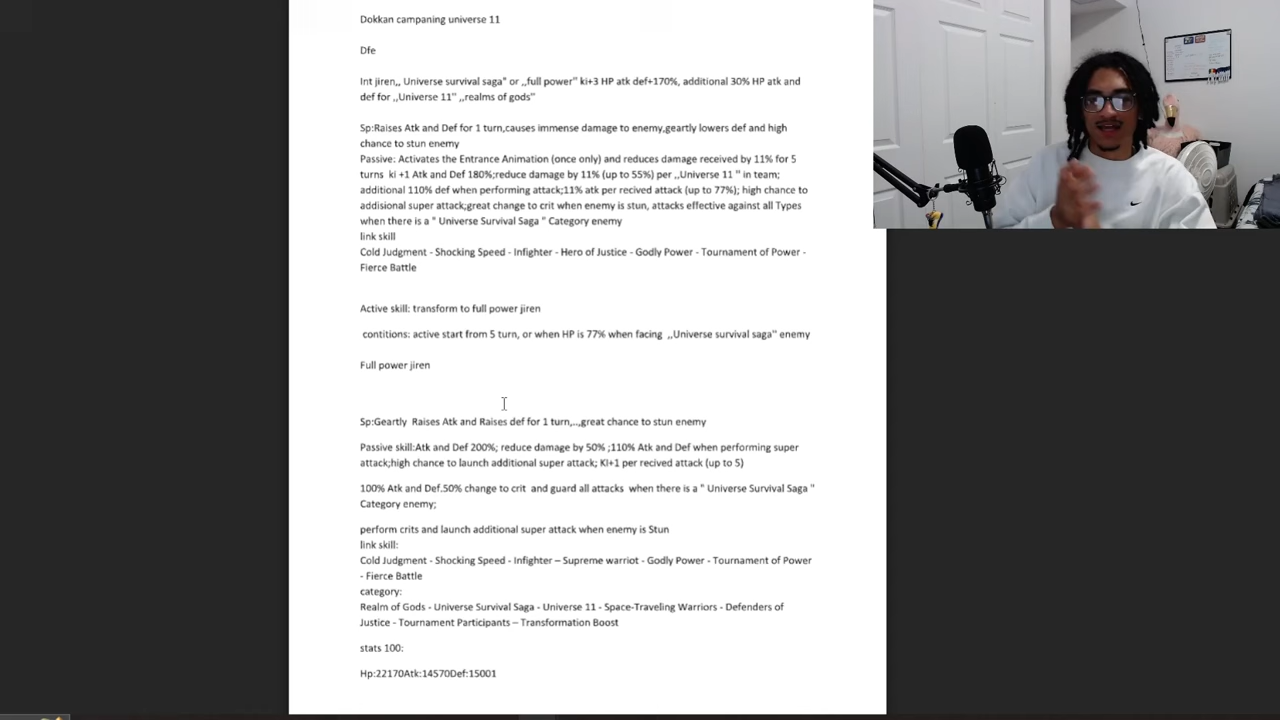 Dokkan campaning universe 11
Dfe
Int jiren,, Universe survival saga" or ,,full power" ki+3 HP atk def+170%, additional 30% HP atk and
def for ,,Universe 11" ,,realms of gods"
Sp:Raises Atk and Def for 1 turn,causes immense damage to enemy,geartly lowers def and high
chance to stun enemy
Passive: Activates the Entrance Animation (once only) and reduces damage received by 11% for 5
turns  ki +1 Atk and Def 180%;reduce damage by 11% (up to 55%) per ,,Universe 11 " in team;
additional 110% def when performing attack;11% atk per recived attack (up to 77%); high chance to
addisional super attack;great change to crit when enemy is stun, attacks effective against all Types
when there is a " Universe Survival Saga " Category enemy
link skill
Cold Judgment - Shocking Speed - Infighter - Hero of Justice - Godly Power - Tournament of Power -
Fierce Battle
Active skill: transform to full power jiren
contitions: active start from 5 turn, or when HP is 77% when facing  ,,Universe survival saga" enemy
Full power jiren
Sp:Geartly  Raises Atk and Raises def for 1 turn,..,great chance to stun enemy
Passive skill:Atk and Def 200%; reduce damage by 50% ;110% Atk and Def when performing super
attack;high chance to launch additional super attack; Ki+1 per recived attack (up to 5)
100% Atk and Def.50% change to crit  and guard all attacks  when there is a " Universe Survival Saga "
Category enemy;
perform crits and launch additional super attack when enemy is Stun
link skill:
Cold Judgment - Shocking Speed - Infighter – Supreme warriot - Godly Power - Tournament of Power
- Fierce Battle
category:
Realm of Gods - Universe Survival Saga - Universe 11 - Space-Traveling Warriors - Defenders of
Justice - Tournament Participants – Transformation Boost
stats 100:
Hp:22170Atk:14570Def:15001